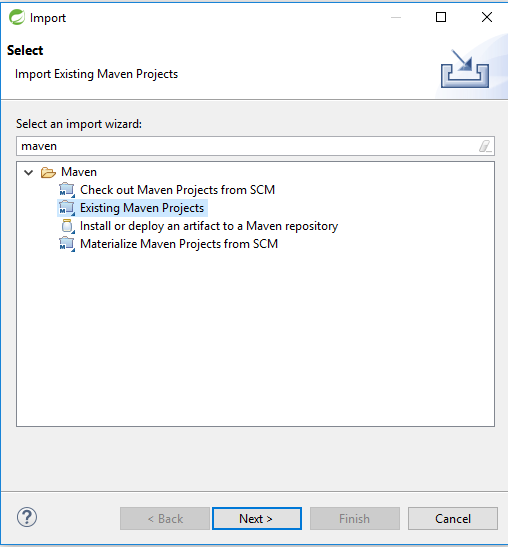 Import
Select
Import Existing Maven Projects
Select an import wizard:
maven
Maven
Check out Maven Projects from SCM
Existing Maven Projects
Install or deploy an artifact to a Maven repository
Materialize Maven Projects from SCM
< Back Next > Finish Cancel